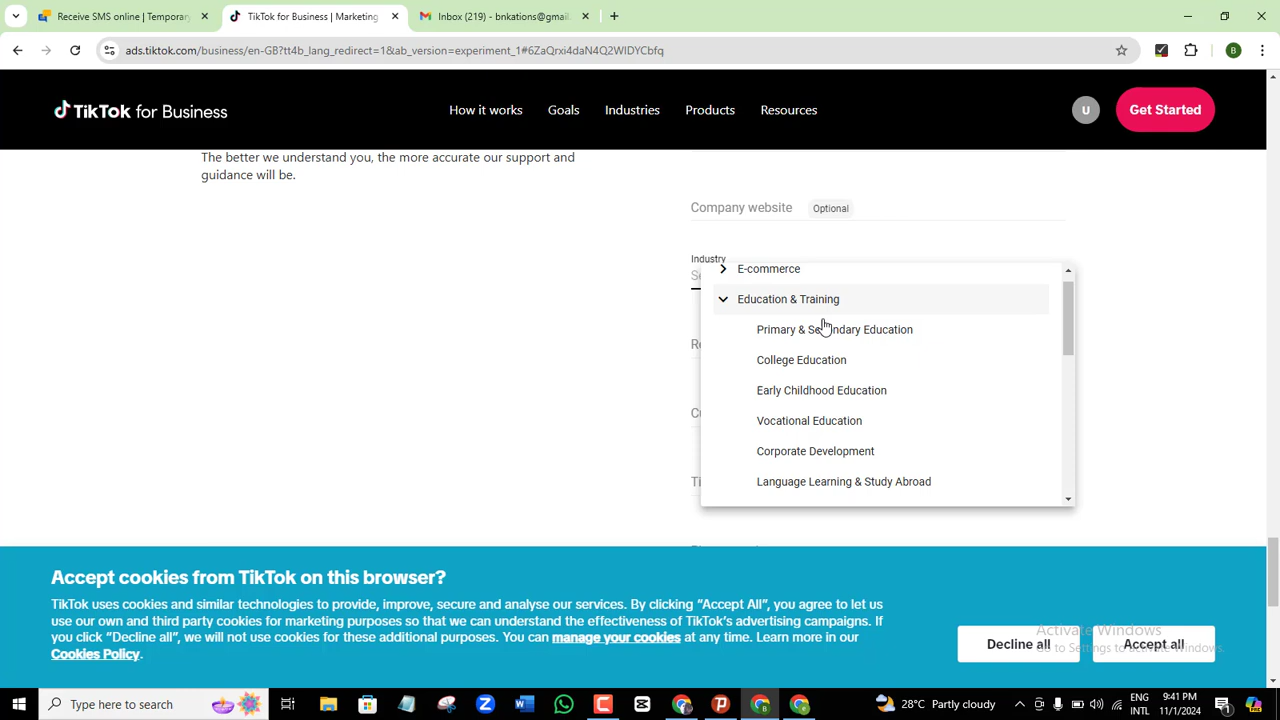 Receive SMS online | Temporary
TikTok for Business | Marketing
Inbox (219) - bnkations@gmail.
ads.tiktok.com/business/en-GB?tt4b_lang_redirect=1&ab_version=experiment_1#6ZaQrxi4daN4Q2WIDYCbfq
B
TikTok for Business
How it works
Goals
Industries
Products
Resources
U
Get Started
The better we understand you, the more accurate our support and
guidance will be.
Company website
Optional
Industry
E-commerce
Education & Training
Primary & Secondary Education
College Education
Early Childhood Education
Vocational Education
Corporate Development
Language Learning & Study Abroad
Accept cookies from TikTok on this browser?
TikTok uses cookies and similar technologies to provide, improve, secure and analyse our services. By clicking “Accept All”, you agree to let us
use our own and third party cookies for marketing purposes so that we can understand the effectiveness of TikTok’s advertising campaigns. If
you click “Decline all”, we will not use cookies for these additional purposes. You can manage your cookies at any time. Learn more in our
Cookies Policy.
Decline all
Accept all
Activate Windows
Go to Settings to activate Windows.
Type here to search
28°C Partly cloudy
ENG
INTL
9:41 PM
11/1/2024